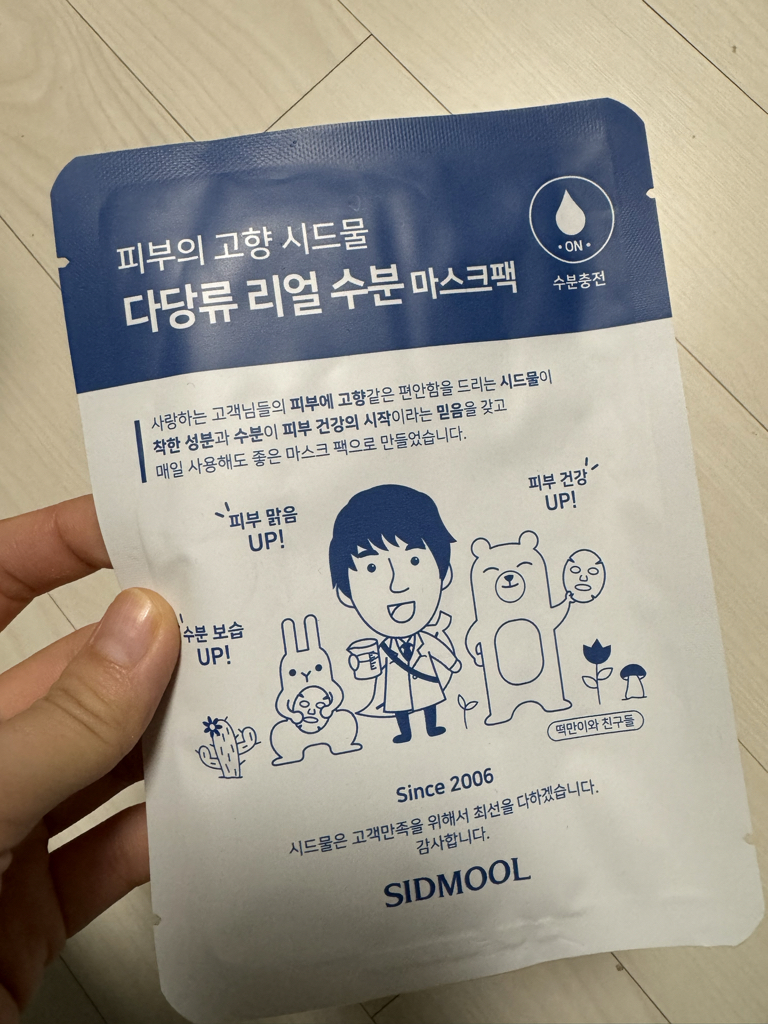 피부의 고향 시드물
다당류 리얼 수분 마스크팩
ON
수분충전
사랑하는 고객님들의 피부에 고향같은 편안함을 드리는 시드물이
착한 성분과 수분이 피부 건강의 시작이라는 믿음을 갖고
매일 사용해도 좋은 마스크 팩으로 만들었습니다.
피부 맑음
UP!
피부 건강
UP!
수분 보습
UP!
떡만이와 친구들
Since 2006
시드물은 고객만족을 위해서 최선을 다하겠습니다.
감사합니다.
SIDMOOL